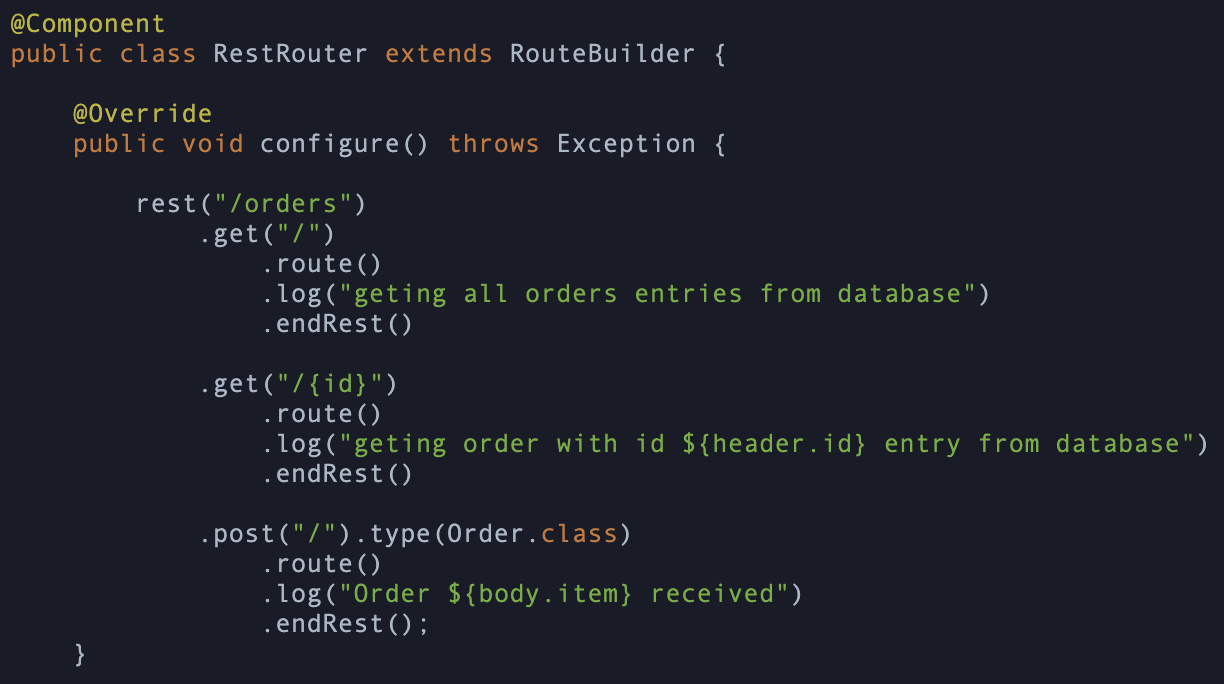 @Component
public class RestRouter extends RouteBuilder {
@Override
public void configure() throws Exception {
rest("/orders")
.get("/")
.route()
.log("geting all orders entries from database")
.endRest()
.get("/{id}")
.route()
.log("geting order with id ${header.id} entry from database")
.endRest()
.post("/").type(Order.class)
.route()
.log("Order ${body.item} received")
.endRest();
}